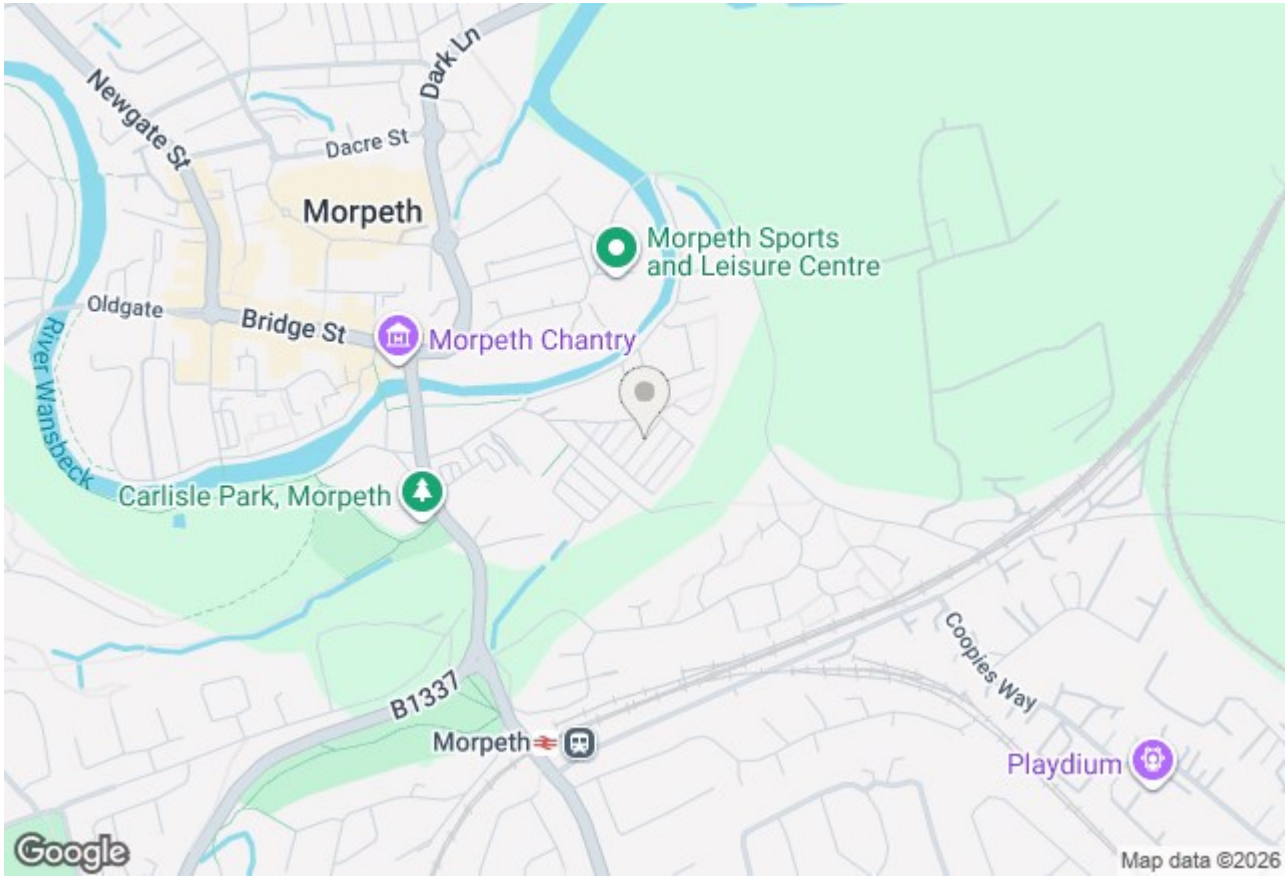 Newgate St
Dark Ln
Dacre St
Morpeth
Morpeth Sports
and Leisure Centre
Oldgate
Bridge St
Morpeth Chantry
River Wansbeck
Carlisle Park, Morpeth
Coopies Way
B1337
Morpeth
Playdium
Google
Map data ©2026